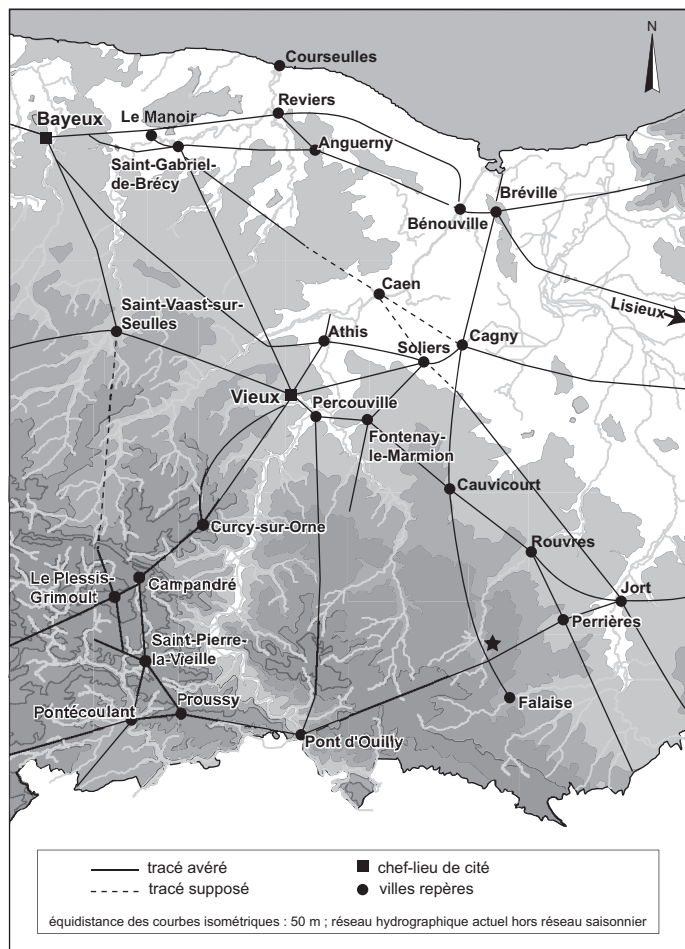 N
Courseulles
Reviers
Le Manoir
Bayeux
Anguerny
Saint-Gabriel-
de-Brécy
Bréville
Bénouville
Caen
Lisieux
Saint-Vaast-sur-
Seulles
Athis
Cagny
Soliers
Vieux
Percouville
Fontenay-
le-Marmion
Cauvicourt
Curcy-sur-Orne
Rouvres
Le Plessis-
Grimoult
Campandré
Jort
Perrières
Saint-Pierre-
la-Vieille
Falaise
Proussy
Pontécoulant
Pont d'Ouilly
tracé avéré
chef-lieu de cité
tracé supposé
villes repères
équidistance des courbes isométriques : 50 m ; réseau hydrographique actuel hors réseau saisonnier